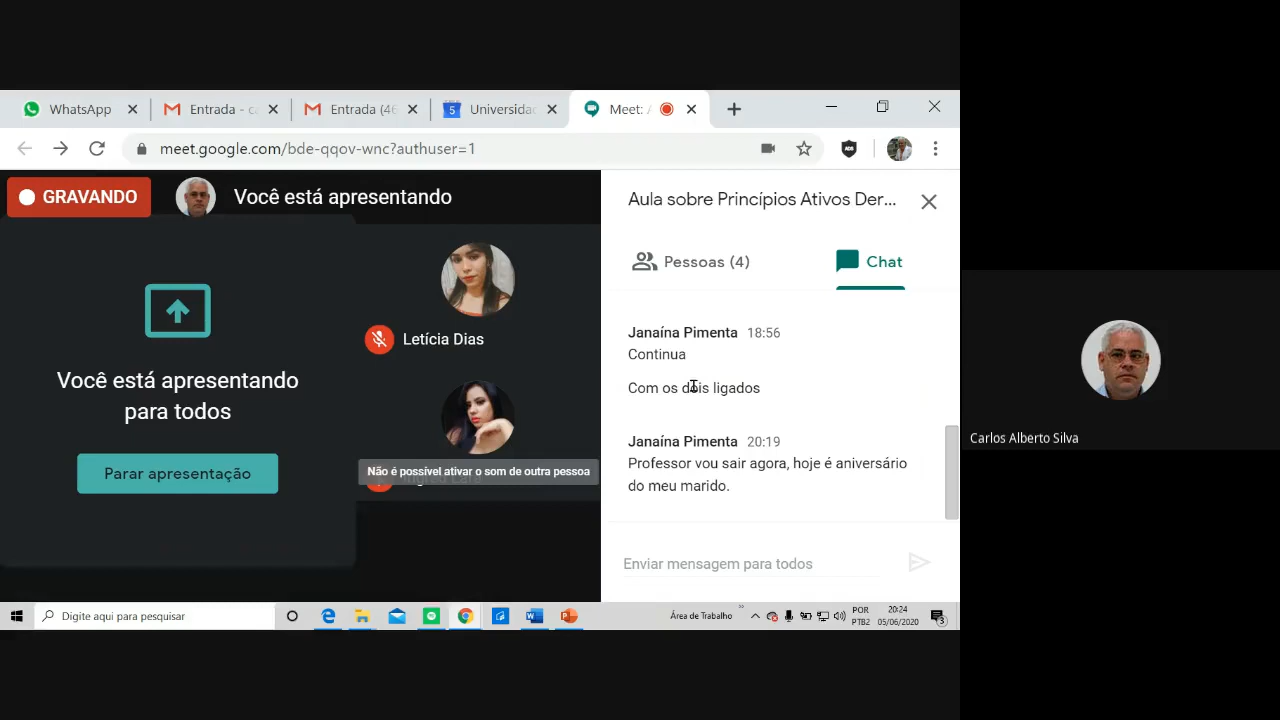 WhatsApp
Entrada - c
Entrada (46
5
Universidad
Meet: A
meet.google.com/bde-qqov-wnc?authuser=1
ADS
GRAVANDO
Você está apresentando
Você está apresentando
para todos
Parar apresentação
Letícia Dias
Não é possível ativar o som de outra pessoa
Aula sobre Princípios Ativos Der...
Pessoas (4)
Chat
Janaína Pimenta 18:56
Continua
Com os dois ligados
Janaína Pimenta 20:19
Professor vou sair agora, hoje é aniversário
do meu marido.
Enviar mensagem para todos
Carlos Alberto Silva
Digite aqui para pesquisar
Área de Trabalho
POR
PTB2
20:24
05/06/2020
3